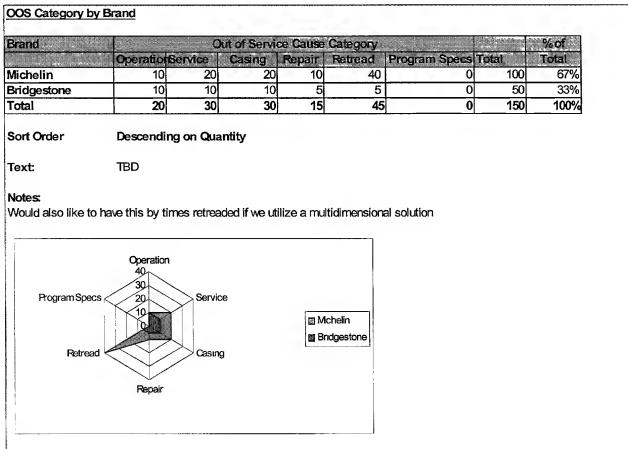 OOS Category by Brand
Brand Out of Service Cause Category % of
Operation Service Casing Repair Retread Program Specs Total Total
Michelin 10 20 20 10 40 0 100 67%
Bridgestone 10 10 10 5 5 0 50 33%
Total 20 30 30 15 45 0 150 100%
Sort Order Descending on Quantity
Text: TBD
Notes:
Would also like to have this by times retreaded if we utilize a multidimensional solution
Operation
40
30
Program Specs 20 Service
10
0
Michelin
Bridgestone
Retread Casing
Repair